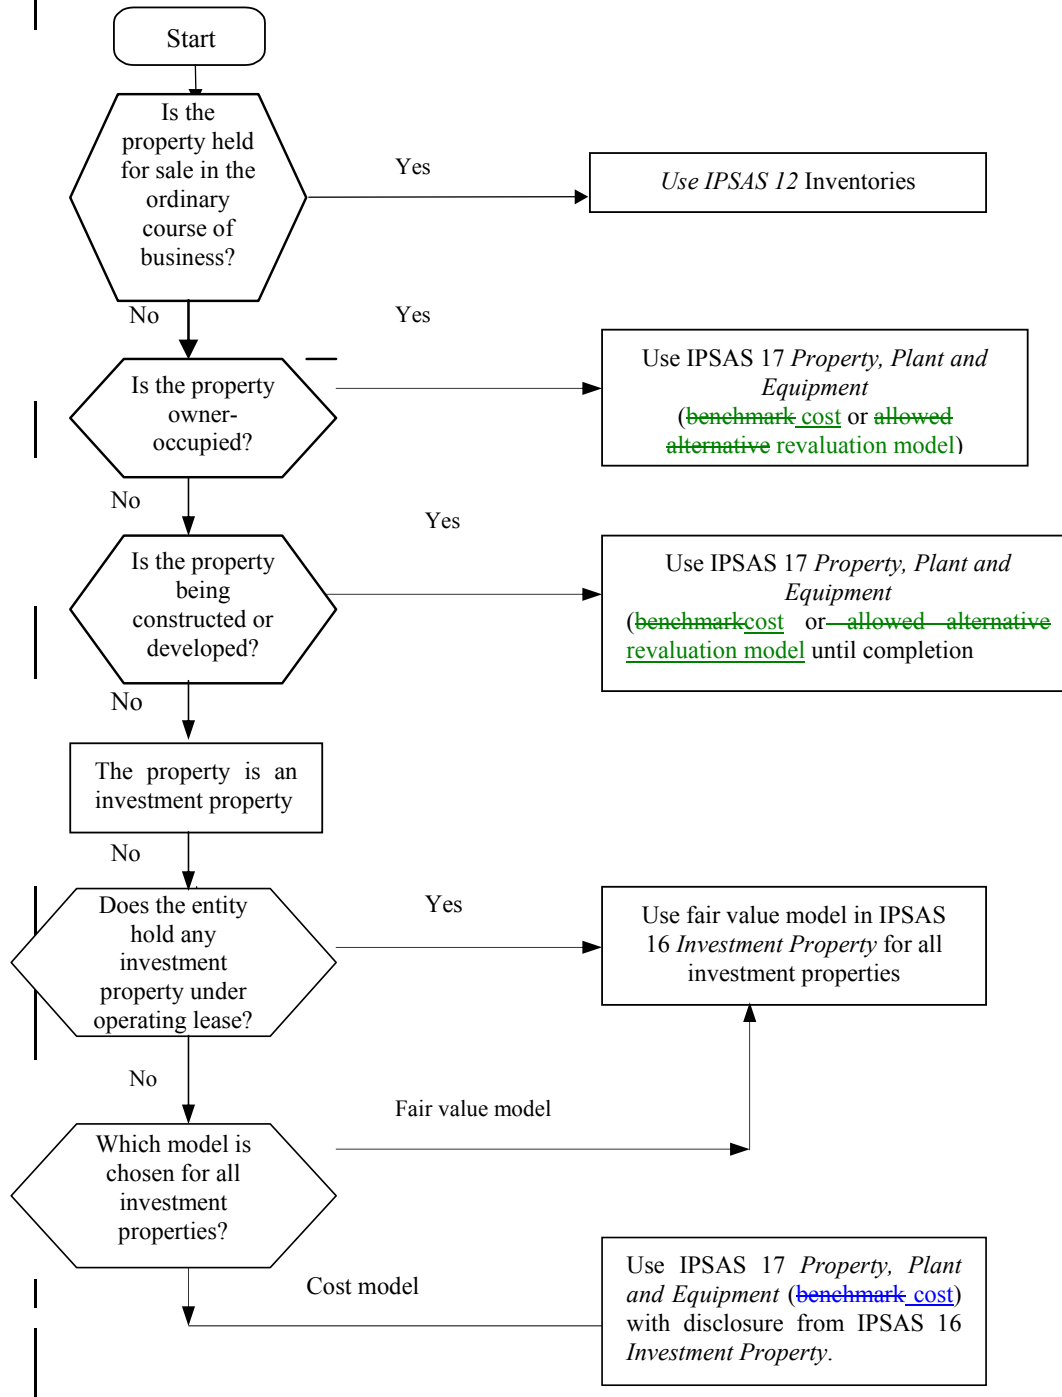 Start
Is the
property held
for sale in the
ordinary
course of
business?
Yes
Use IPSAS 12 Inventories
No
Yes
Is the property
owner-
occupied?
Use IPSAS 17 Property, Plant and
Equipment
(benchmark cost or allowed
alternative revaluation model)
No
Yes
Is the property
being
constructed or
developed?
Use IPSAS 17 Property, Plant and
Equipment
(benchmarkcost or allowed alternative
revaluation model until completion
No
The property is an
investment property
No
Does the entity
hold any
investment
property under
operating lease?
Yes
Use fair value model in IPSAS
16 Investment Property for all
investment properties
No
Fair value model
Which model is
chosen for all
investment
properties?
Cost model
Use IPSAS 17 Property, Plant
and Equipment (benchmark cost)
with disclosure from IPSAS 16
Investment Property.